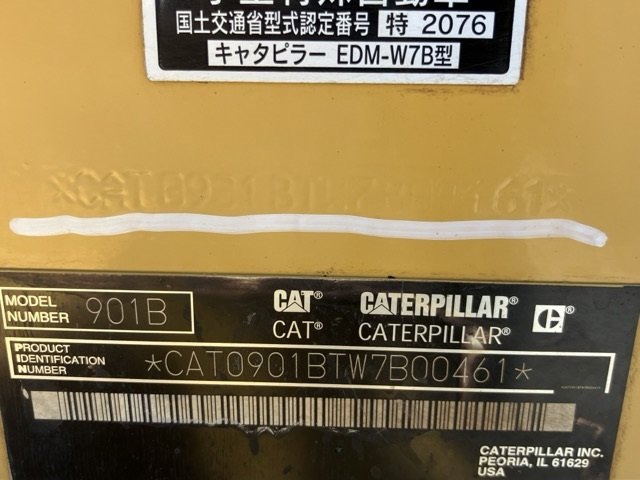 国土交通省型式認定番号 特 2076
キャタピラー EDM-W7B型
*CAT0901BTW7B00461*
MODEL NUMBER 901B
CAT® CATERPILLAR®
CAT® CATERPILLAR®
PRODUCT IDENTIFICATION NUMBER *CAT0901BTW7B00461*
CATERPILLAR INC.
PEORIA, IL 61629
USA